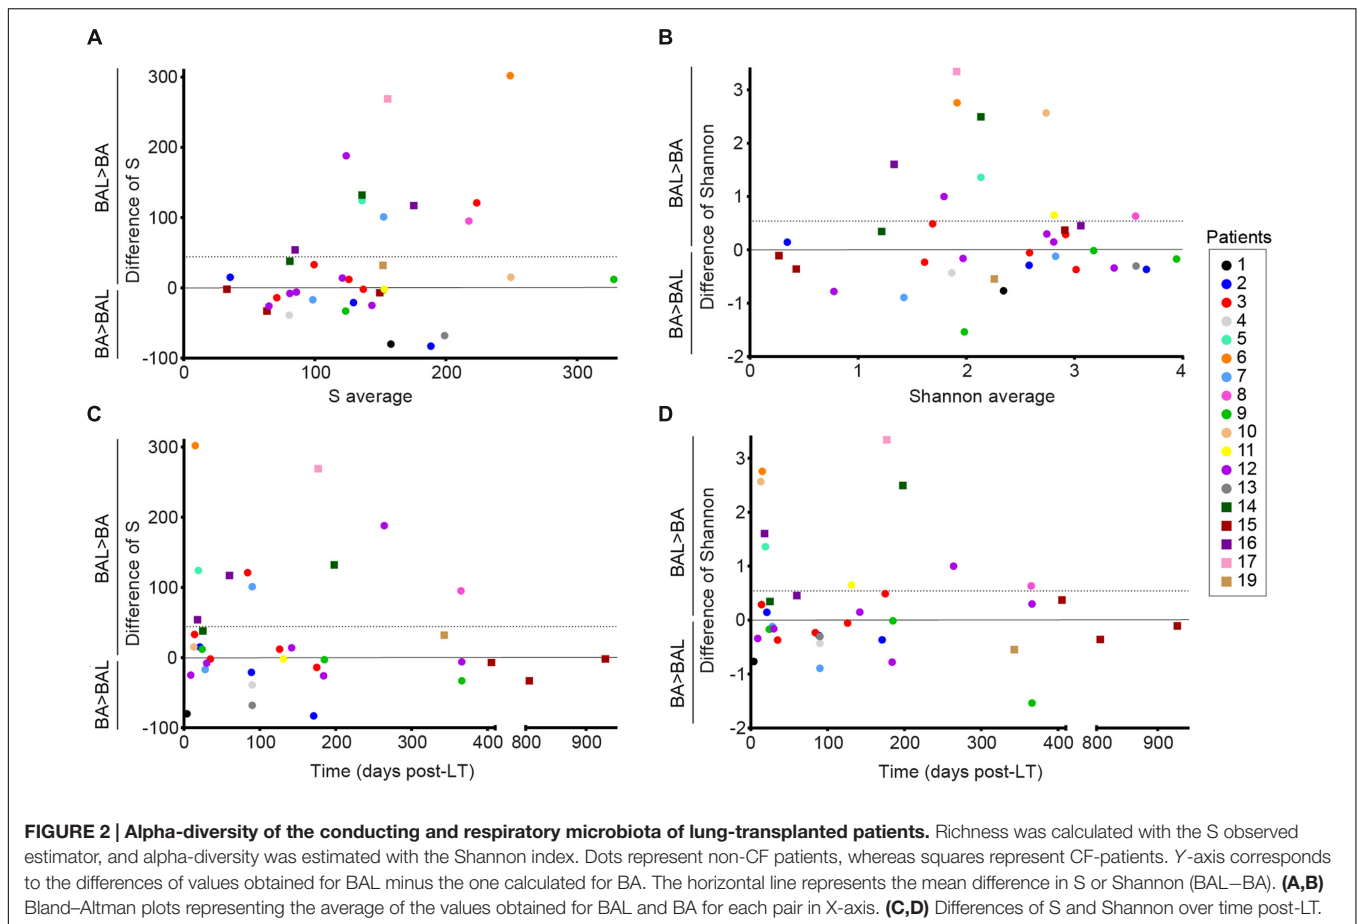 A
BAL>BA
BA>BAL
Difference of S
300
200
100
0
-100
0
100
200
300
S average
B
BAL>BA
BA>BAL
Difference of Shannon
3
2
1
0
-1
-2
0
1
2
3
4
Shannon average
C
BAL>BA
BA>BAL
Difference of S
300
200
100
0
-100
0
100
200
300
400
800
900
Time (days post-LT)
D
BAL>BA
BA>BAL
Difference of Shannon
3
2
1
0
-1
-2
0
100
200
300
400
800
900
Time (days post-LT)
Patients
1
2
3
4
5
6
7
8
9
10
11
12
13
14
15
16
17
19
FIGURE 2 | Alpha-diversity of the conducting and respiratory microbiota of lung-transplanted patients. Richness was calculated with the S observed
estimator, and alpha-diversity was estimated with the Shannon index. Dots represent non-CF patients, whereas squares represent CF-patients. Y-axis corresponds
to the differences of values obtained for BAL minus the one calculated for BA. The horizontal line represents the mean difference in S or Shannon (BAL−BA). (A,B)
Bland–Altman plots representing the average of the values obtained for BAL and BA for each pair in X-axis. (C,D) Differences of S and Shannon over time post-LT.